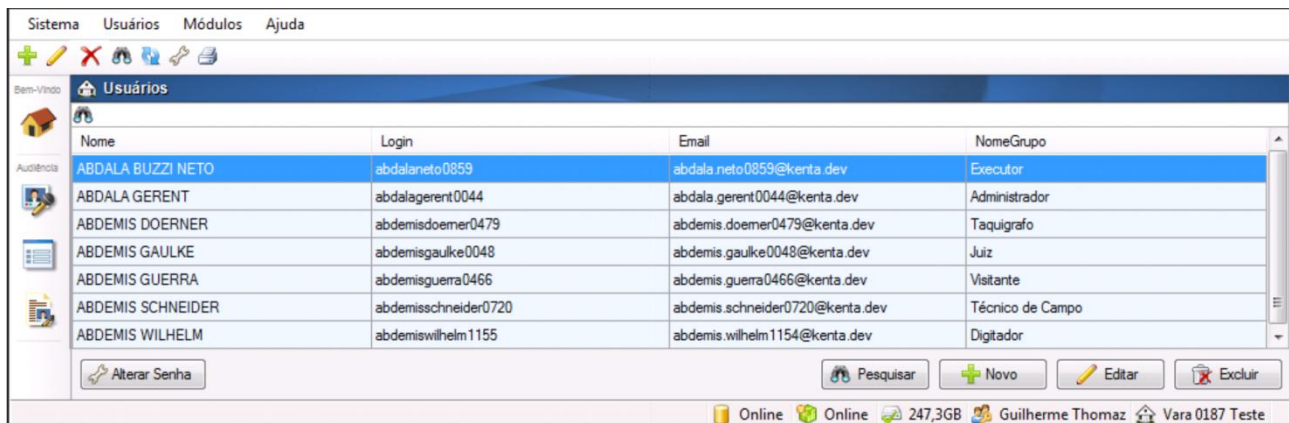 Sistema Usuários Módulos Ajuda
Bem-Vindo
Usuários
Nome Login Email NomeGrupo
Audiência
ABDALA BUZZI NETO abdalaneto0859 abdala.neto0859@kenta.dev Executor
ABDALA GERENT abdalagerent0044 abdala.gerent0044@kenta.dev Administrador
ABDEMIS DOERNER abdemisdoerner0479 abdemis.doerner0479@kenta.dev Taquigrafo
ABDEMIS GAULKE abdemisgaulke0048 abdemis.gaulke0048@kenta.dev Juiz
ABDEMIS GUERRA abdemisguerra0466 abdemis.guerra0466@kenta.dev Visitante
ABDEMIS SCHNEIDER abdemisschneider0720 abdemis.schneider0720@kenta.dev Técnico de Campo
ABDEMIS WILHELM abdemiswilhelm1155 abdemis.wilhelm1154@kenta.dev Digitador
Alterar Senha Pesquisar Novo Editar Excluir
Online Online 247,3GB Guilherme Thomaz Vara 0187 Teste